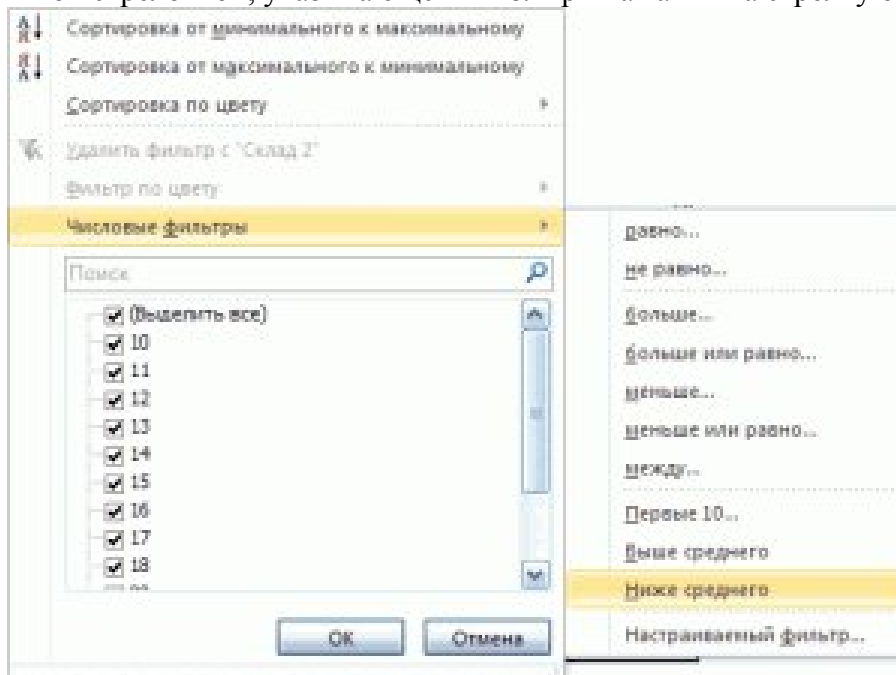 Сортировка от минимального к максимальному
Сортировка от максимального к минимальному
Сортировка по цвету
Удалить фильтр с "Склад 2"
Фильтр по цвету
Числовые фильтры
Поиск
(Выделить все)
10
11
12
13
14
15
16
17
18
ОК Отмена
равно...
не равно...
больше...
больше или равно...
меньше...
меньше или равно...
между...
Первые 10...
Выше среднего
Ниже среднего
Настраиваемый фильтр...